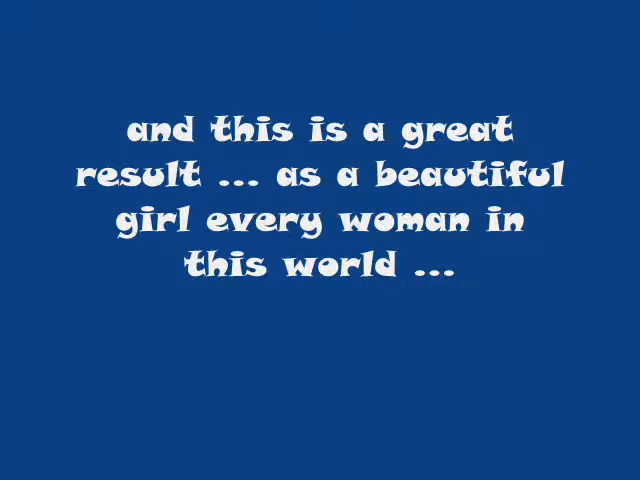 and this is a great
result ... as a beautiful
girl every woman in
this world ...